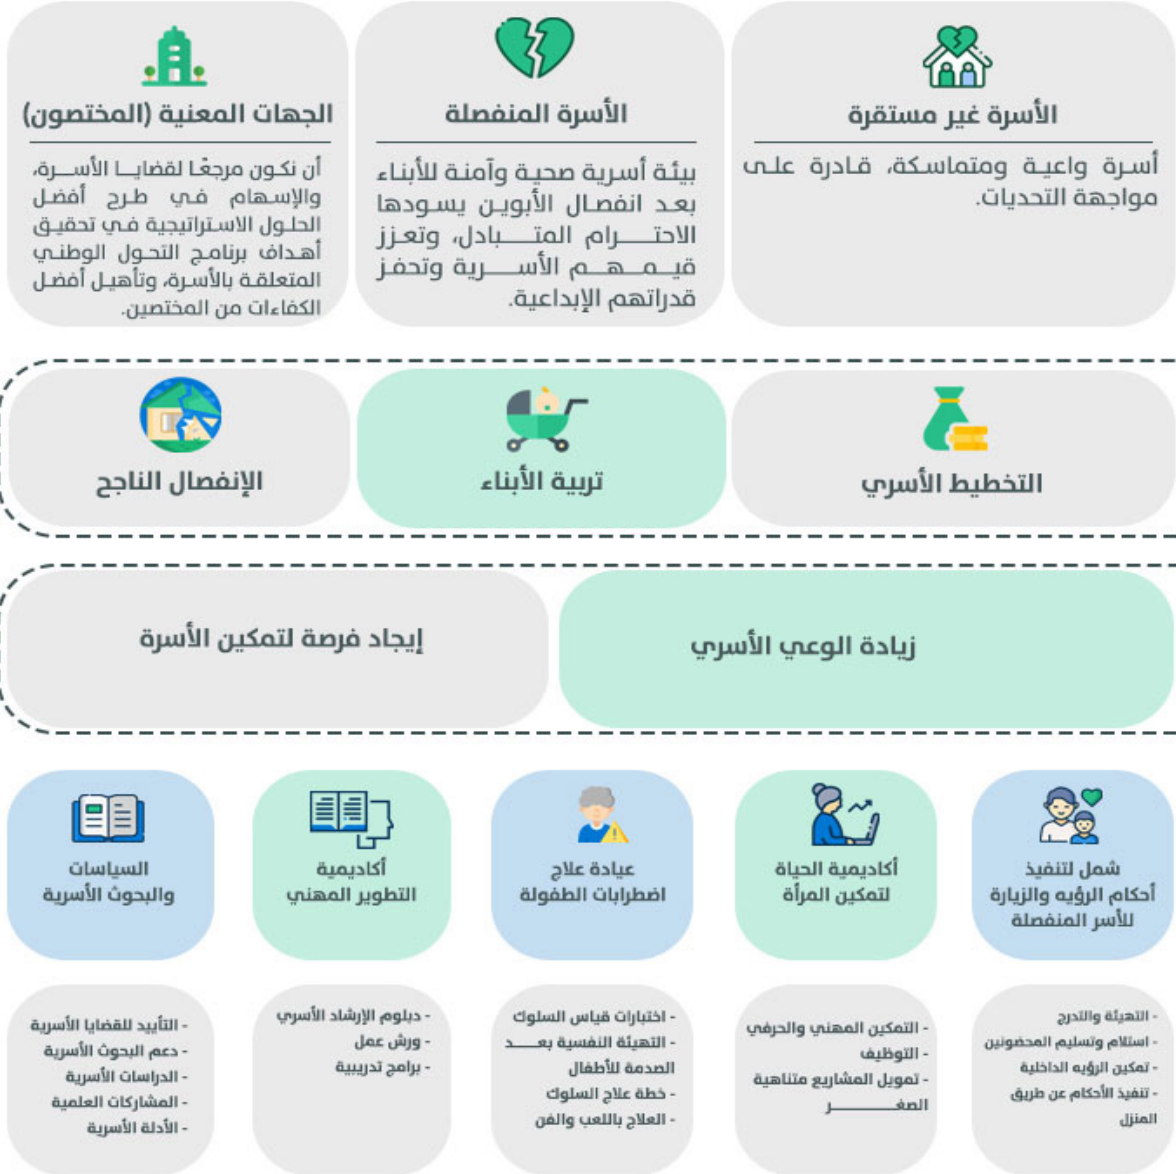 الأسرة غير مستقرة
أسرة واعية ومتماسكة، قادرة على
مواجهة التحديات.
الأسرة المنفصلة
بيئة أسرية صحية وآمنة للأبناء
بعد انفصال الأبوين يسودها
الاحترام المتبادل، وتعزز
قيمهم الأسرية وتحفز
قدراتهم الإبداعية.
الجهات المعنية (المختصون)
أن نكون مرجعًا لقضايا الأسرة،
والإسهام في طرح أفضل
الحلول الاستراتيجية في تحقيق
أهداف برنامج التحول الوطني
المتعلقة بالأسرة، وتأهيل أفضل
الكفاءات من المختصين.
التخطيط الأسري
تربية الأبناء
الإنفصال الناجح
زيادة الوعي الأسري
إيجاد فرصة لتمكين الأسرة
شمل لتنفيذ
أحكام الرؤيه والزيارة
للأسر المنفصلة
أكاديمية الحياة
لتمكين المرأة
عيادة علاج
اضطرابات الطفولة
أكاديمية
التطوير المهني
السياسات
والبحوث الأسرية
- التهيئة والتدرج
- استلام وتسليم المحضونين
- تمكين الرؤيه الداخلية
- تنفيذ الأحكام عن طريق
المنزل
- التمكين المهني والحرفي
- التوظيف
- تمويل المشاريع متناهية
الصغر
- اختبارات قياس السلوك
- التهيئة النفسية بعد
الصدمة للأطفال
- خطة علاج السلوك
- العلاج باللعب والفن
- دبلوم الإرشاد الأسري
- ورش عمل
- برامج تدريبية
- التأييد للقضايا الأسرية
- دعم البحوث الأسرية
- الدراسات الأسرية
- المشاركات العلمية
- الأدلة الأسرية